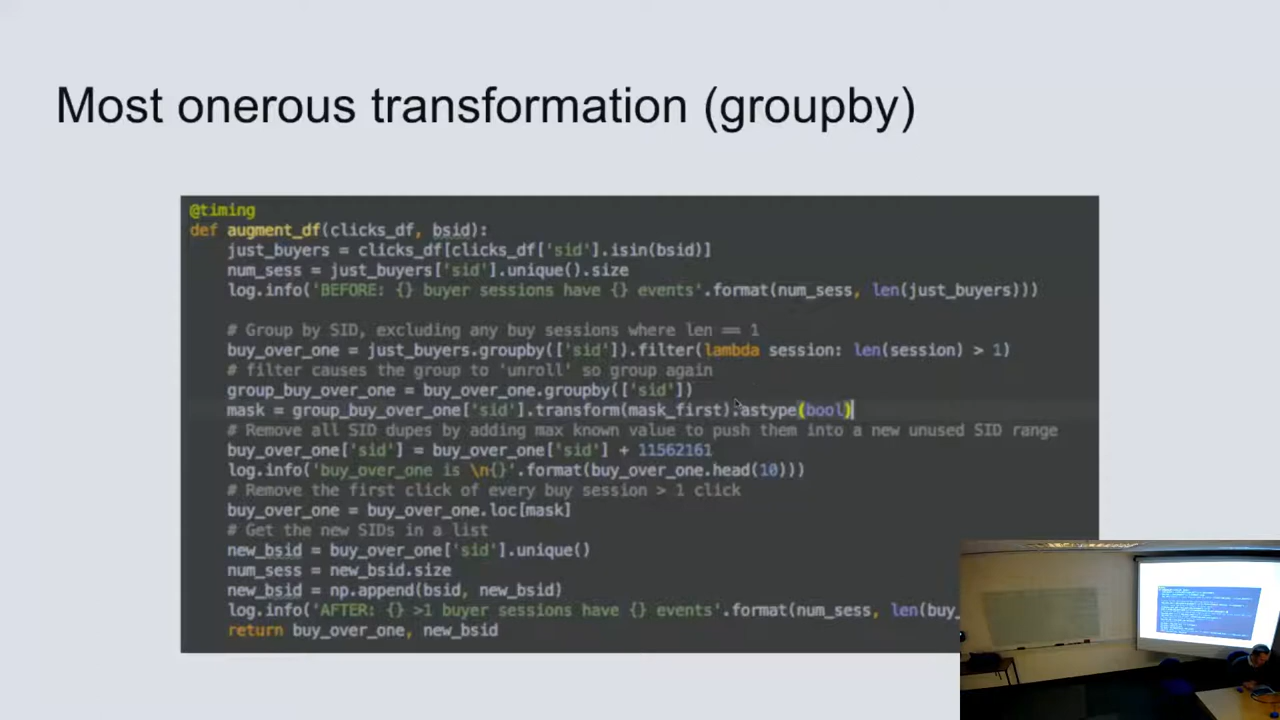 Most onerous transformation (groupby)
@timing
def augment_df(clicks_df, bsid):
just_buyers = clicks_df[clicks_df['sid'].isin(bsid)]
num_sess = just_buyers['sid'].unique().size
log.info('BEFORE: {} buyer sessions have {} events'.format(num_sess, len(just_buyers)))
# Group by SID, excluding any buy sessions where len == 1
buy_over_one = just_buyers.groupby(['sid']).filter(lambda session: len(session) > 1)
# filter causes the group to 'unroll' so group again
group_buy_over_one = buy_over_one.groupby(['sid'])
mask = group_buy_over_one['sid'].transform(mask_first).astype(bool)
# Remove all SID dupes by adding max known value to push them into a new unused SID range
buy_over_one['sid'] = buy_over_one['sid'] + 11562161
log.info('buy_over_one is \n{}'.format(buy_over_one.head(10)))
# Remove the first click of every buy session > 1 click
buy_over_one = buy_over_one.loc[mask]
# Get the new SIDs in a list
new_bsid = buy_over_one['sid'].unique()
num_sess = new_bsid.size
new_bsid = np.append(bsid, new_bsid)
log.info('AFTER: {} >1 buyer sessions have {} events'.format(num_sess, len(buy_
return buy_over_one, new_bsid